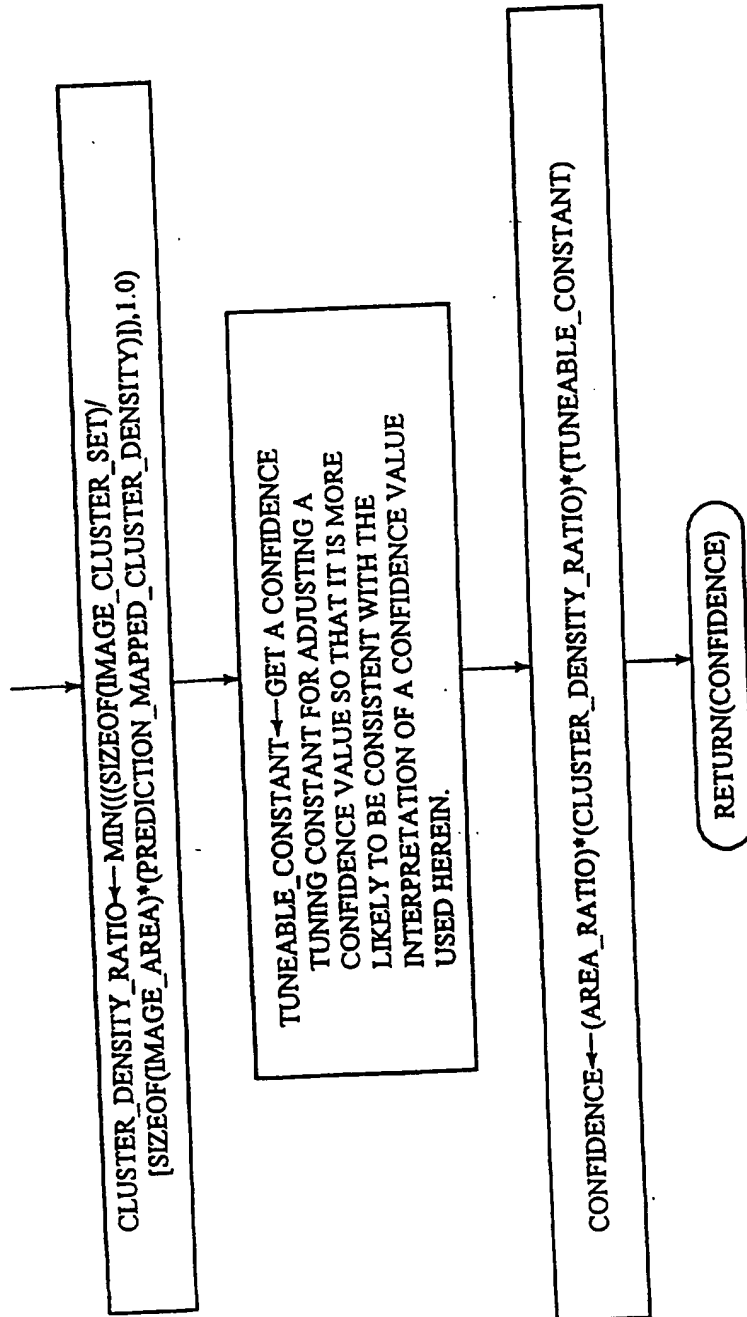 CLUSTER_DENSITY_RATIO←MIN(((SIZEOF(IMAGE_CLUSTER_SET)/
[SIZEOF(IMAGE_AREA)*(PREDICTION_MAPPED_CLUSTER_DENSITY)]),1.0)
TUNEABLE_CONSTANT←GET A CONFIDENCE
TUNING CONSTANT FOR ADJUSTING A
CONFIDENCE VALUE SO THAT IT IS MORE
LIKELY TO BE CONSISTENT WITH THE
INTERPRETATION OF A CONFIDENCE VALUE
USED HEREIN.
CONFIDENCE←(AREA_RATIO)*(CLUSTER_DENSITY_RATIO)*(TUNEABLE_CONSTANT)
RETURN(CONFIDENCE)